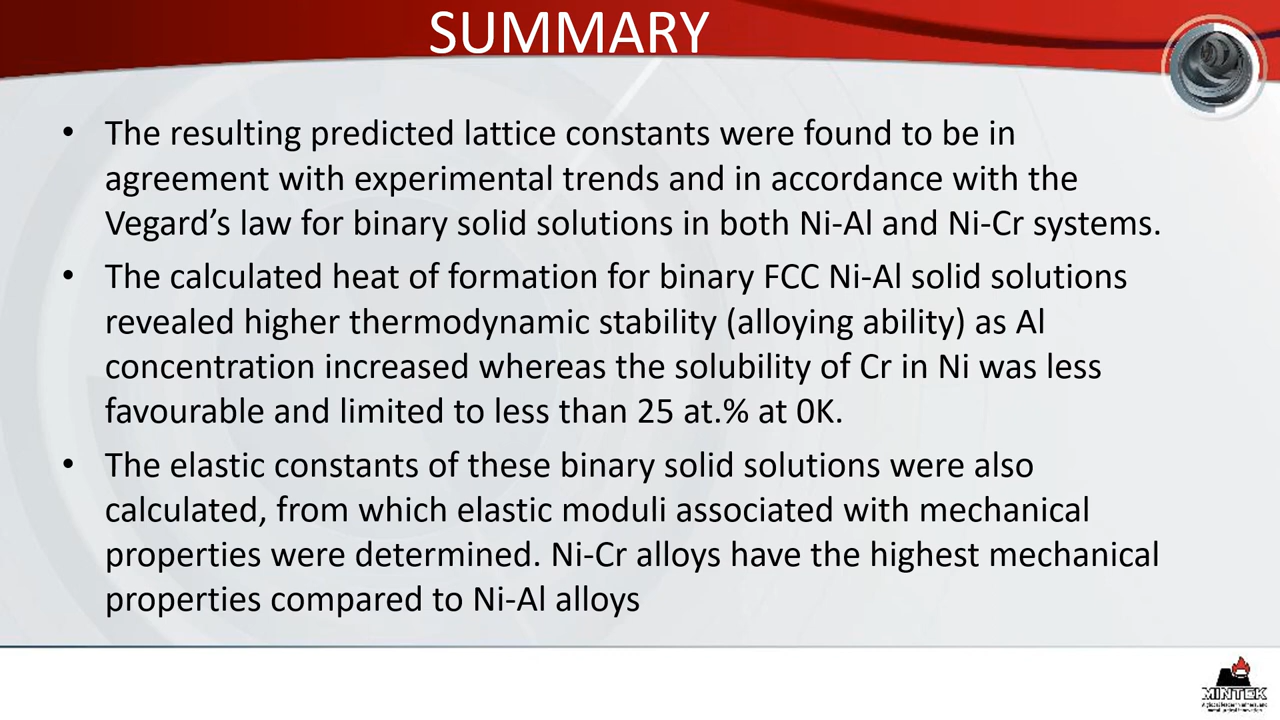 SUMMARY
• The resulting predicted lattice constants were found to be in
agreement with experimental trends and in accordance with the
Vegard’s law for binary solid solutions in both Ni-Al and Ni-Cr systems.
• The calculated heat of formation for binary FCC Ni-Al solid solutions
revealed higher thermodynamic stability (alloying ability) as Al
concentration increased whereas the solubility of Cr in Ni was less
favourable and limited to less than 25 at.% at 0K.
• The elastic constants of these binary solid solutions were also
calculated, from which elastic moduli associated with mechanical
properties were determined. Ni-Cr alloys have the highest mechanical
properties compared to Ni-Al alloys
MINTEK